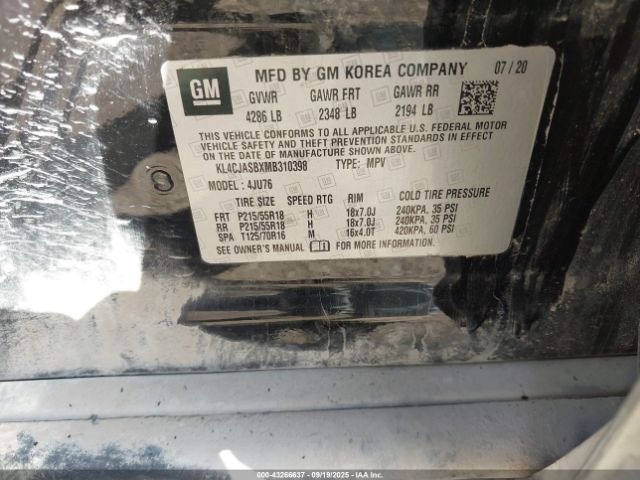 MFD BY GM KOREA COMPANY 07/20
GM
GVWR GAWR FRT GAWR RR
4286 LB 2348 LB 2194 LB
THIS VEHICLE CONFORMS TO ALL APPLICABLE U.S. FEDERAL MOTOR
VEHICLE SAFETY AND THEFT PREVENTION STANDARDS IN EFFECT
ON THE DATE OF MANUFACTURE SHOWN ABOVE.
KL4CJASBXMB310398 TYPE: MPV
MODEL: 4JU76
TIRE SIZE SPEED RTG RIM COLD TIRE PRESSURE
FRT P215/55R18 H 18x7.0J 240KPA, 35 PSI
RR P215/55R18 H 18x7.0J 240KPA, 35 PSI
SPA T125/70R16 M 16x4.0T 420KPA, 60 PSI
SEE OWNER'S MANUAL FOR MORE INFORMATION.
000-43266637 - 09/19/2025 - Copyright IAA, LLC